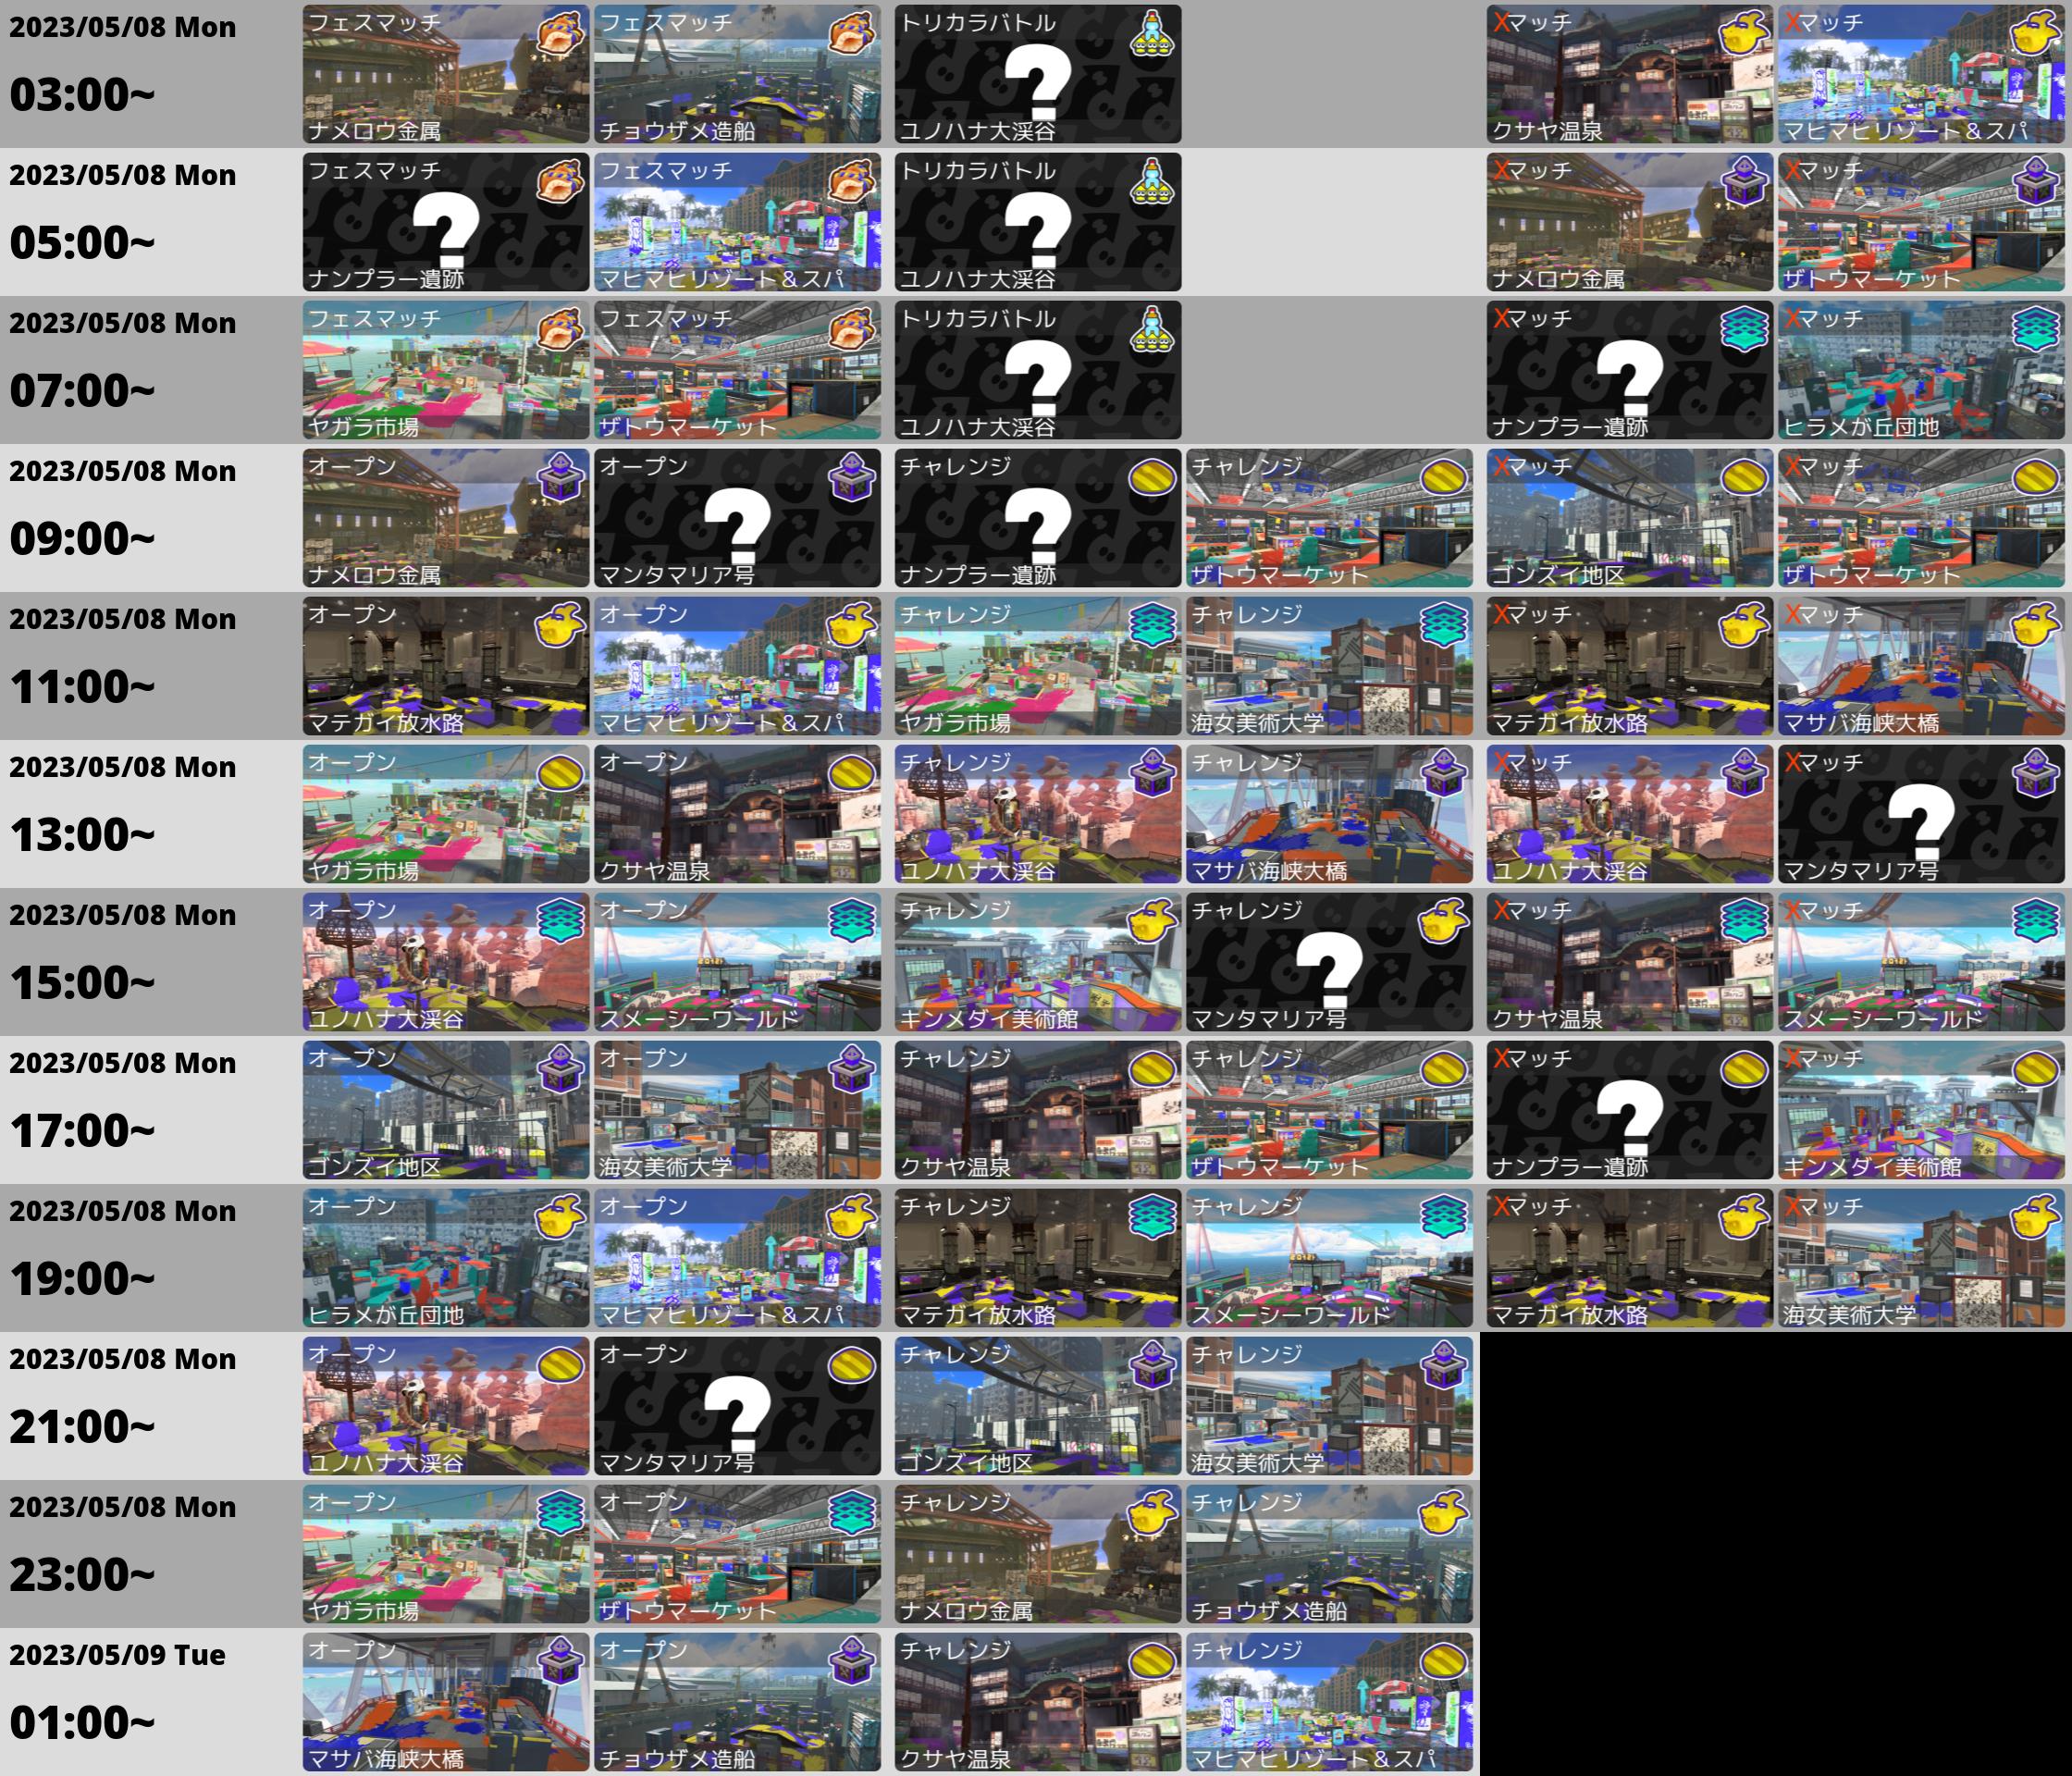 2023/05/08 Mon
03:00~
フェスマッチ
ナメロウ金属
フェスマッチ
チョウザメ造船
トリカラバトル
?
ユノハナ大渓谷
Xマッチ
クサヤ温泉
Xマッチ
マヒマヒリゾート＆スパ
2023/05/08 Mon
05:00~
フェスマッチ
?
ナンプラー遺跡
フェスマッチ
マヒマヒリゾート＆スパ
トリカラバトル
?
ユノハナ大渓谷
Xマッチ
ナメロウ金属
Xマッチ
ザトウマーケット
2023/05/08 Mon
07:00~
フェスマッチ
ヤガラ市場
フェスマッチ
ザトウマーケット
トリカラバトル
?
ユノハナ大渓谷
Xマッチ
?
ナンプラー遺跡
Xマッチ
ヒラメが丘団地
2023/05/08 Mon
09:00~
オープン
ナメロウ金属
オープン
?
マンタマリア号
チャレンジ
?
ナンプラー遺跡
チャレンジ
ザトウマーケット
Xマッチ
ゴンズイ地区
Xマッチ
ザトウマーケット
2023/05/08 Mon
11:00~
オープン
マテガイ放水路
オープン
マヒマヒリゾート＆スパ
チャレンジ
ヤガラ市場
チャレンジ
海女美術大学
Xマッチ
マテガイ放水路
Xマッチ
マサバ海峡大橋
2023/05/08 Mon
13:00~
オープン
ヤガラ市場
オープン
クサヤ温泉
チャレンジ
ユノハナ大渓谷
チャレンジ
マサバ海峡大橋
Xマッチ
ユノハナ大渓谷
Xマッチ
?
マンタマリア号
2023/05/08 Mon
15:00~
オープン
ユノハナ大渓谷
オープン
スメーシーワールド
チャレンジ
キンメダイ美術館
チャレンジ
?
マンタマリア号
Xマッチ
クサヤ温泉
Xマッチ
スメーシーワールド
2023/05/08 Mon
17:00~
オープン
ゴンズイ地区
オープン
海女美術大学
チャレンジ
クサヤ温泉
チャレンジ
ザトウマーケット
Xマッチ
?
ナンプラー遺跡
Xマッチ
キンメダイ美術館
2023/05/08 Mon
19:00~
オープン
ヒラメが丘団地
オープン
マヒマヒリゾート＆スパ
チャレンジ
マテガイ放水路
チャレンジ
スメーシーワールド
Xマッチ
マテガイ放水路
Xマッチ
海女美術大学
2023/05/08 Mon
21:00~
オープン
ユノハナ大渓谷
オープン
?
マンタマリア号
チャレンジ
ゴンズイ地区
チャレンジ
海女美術大学
2023/05/08 Mon
23:00~
オープン
ヤガラ市場
オープン
ザトウマーケット
チャレンジ
ナメロウ金属
チャレンジ
チョウザメ造船
2023/05/09 Tue
01:00~
オープン
マサバ海峡大橋
オープン
チョウザメ造船
チャレンジ
クサヤ温泉
チャレンジ
マヒマヒリゾート＆スパ